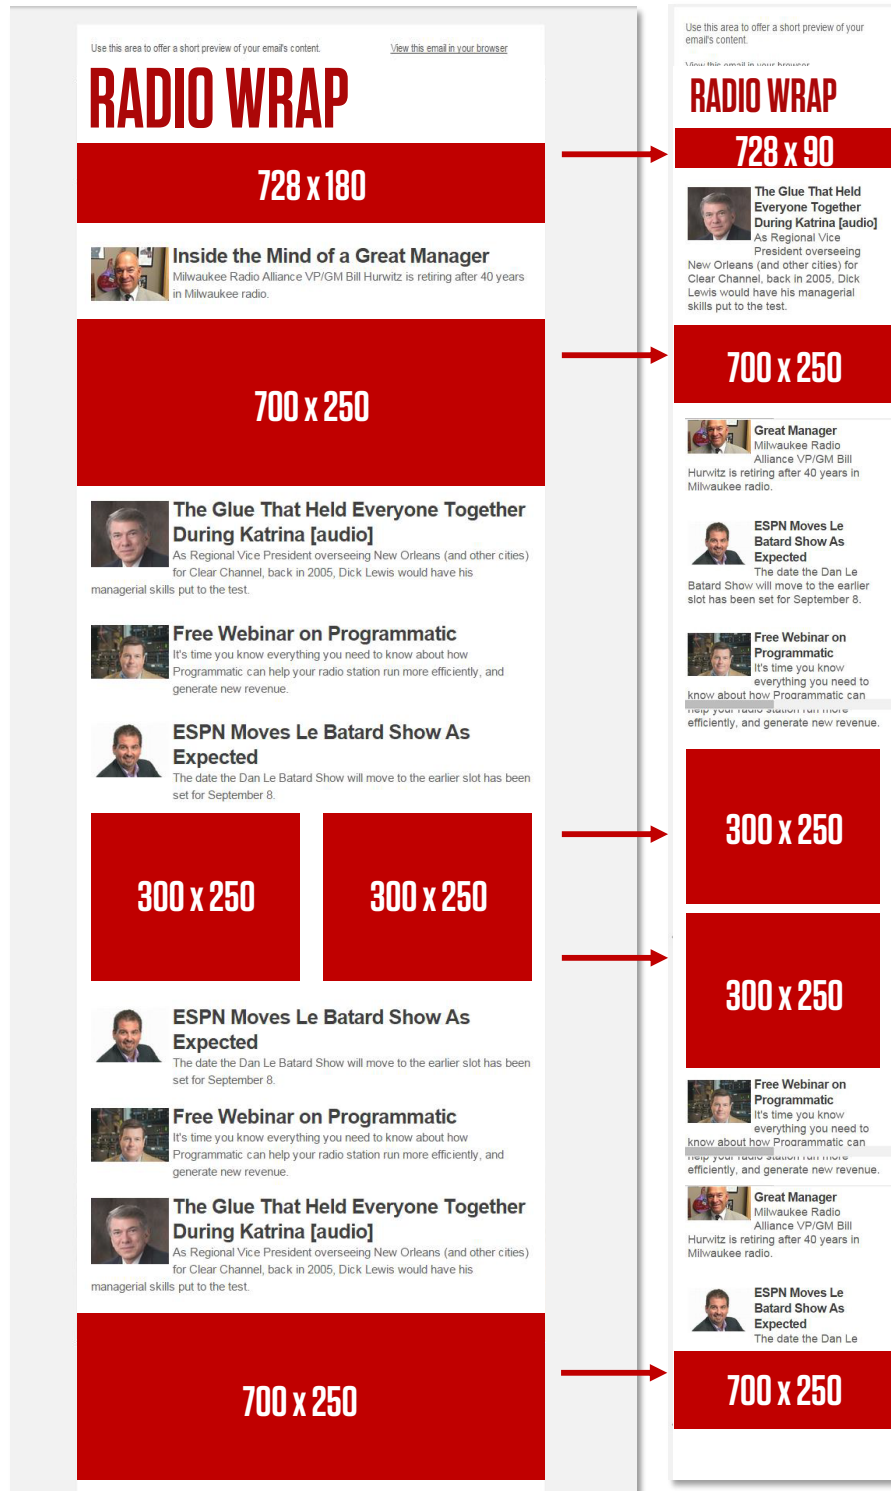 Use this area to offer a short preview of your email's content.
View this email in your browser
RADIO WRAP
728 x 180
Inside the Mind of a Great Manager
Milwaukee Radio Alliance VP/GM Bill Hurwitz is retiring after 40 years
in Milwaukee radio.
700 x 250
The Glue That Held Everyone Together
During Katrina [audio]
As Regional Vice President overseeing New Orleans (and other cities)
for Clear Channel, back in 2005, Dick Lewis would have his
managerial skills put to the test.
Free Webinar on Programmatic
It's time you know everything you need to know about how
Programmatic can help your radio station run more efficiently, and
generate new revenue.
ESPN Moves Le Batard Show As
Expected
The date the Dan Le Batard Show will move to the earlier slot has been
set for September 8.
300 x 250
300 x 250
ESPN Moves Le Batard Show As
Expected
The date the Dan Le Batard Show will move to the earlier slot has been
set for September 8.
Free Webinar on Programmatic
It's time you know everything you need to know about how
Programmatic can help your radio station run more efficiently, and
generate new revenue.
The Glue That Held Everyone Together
During Katrina [audio]
As Regional Vice President overseeing New Orleans (and other cities)
for Clear Channel, back in 2005, Dick Lewis would have his
managerial skills put to the test.
700 x 250
Use this area to offer a short preview of your
email's content.
View this email in your browser
RADIO WRAP
728 x 90
The Glue That Held
Everyone Together
During Katrina [audio]
As Regional Vice
President overseeing
New Orleans (and other cities) for
Clear Channel, back in 2005, Dick
Lewis would have his managerial
skills put to the test.
700 x 250
Great Manager
Milwaukee Radio
Alliance VP/GM Bill
Hurwitz is retiring after 40 years in
Milwaukee radio.
ESPN Moves Le
Batard Show As
Expected
The date the Dan Le
Batard Show will move to the earlier
slot has been set for September 8.
Free Webinar on
Programmatic
It's time you know
everything you need to
know about how Programmatic can
help your radio station run more
efficiently, and generate new revenue.
300 x 250
300 x 250
Free Webinar on
Programmatic
It's time you know
everything you need to
know about how Programmatic can
help your radio station run more
efficiently, and generate new revenue.
Great Manager
Milwaukee Radio
Alliance VP/GM Bill
Hurwitz is retiring after 40 years in
Milwaukee radio.
ESPN Moves Le
Batard Show As
Expected
The date the Dan Le
700 x 250